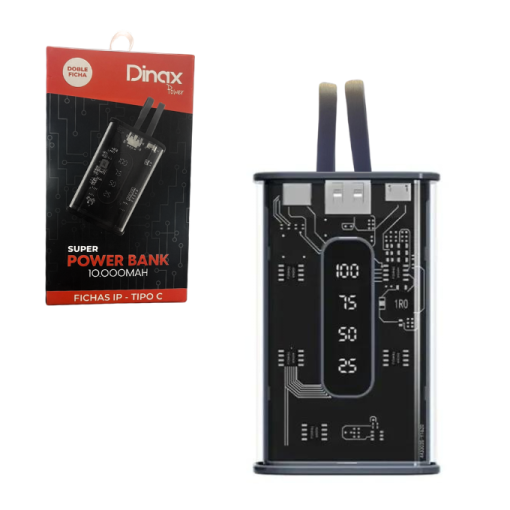 DOBLE
FICHA
Dinax
Power
SUPER
POWER BANK
10.000MAH
FICHAS IP - TIPO C
100
75
50
25
1R0